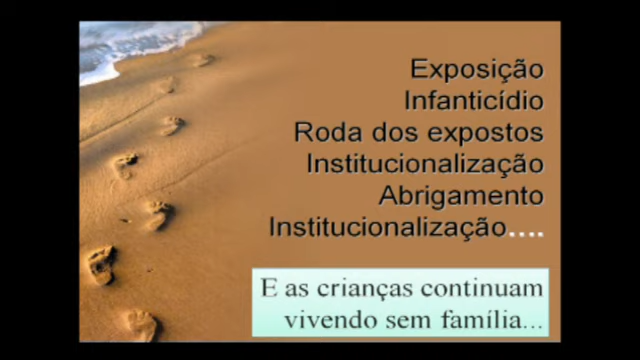 Exposição
Infanticídio
Roda dos expostos
Institucionalização
Abrigamento
Institucionalização....
E as crianças continuam
vivendo sem família...